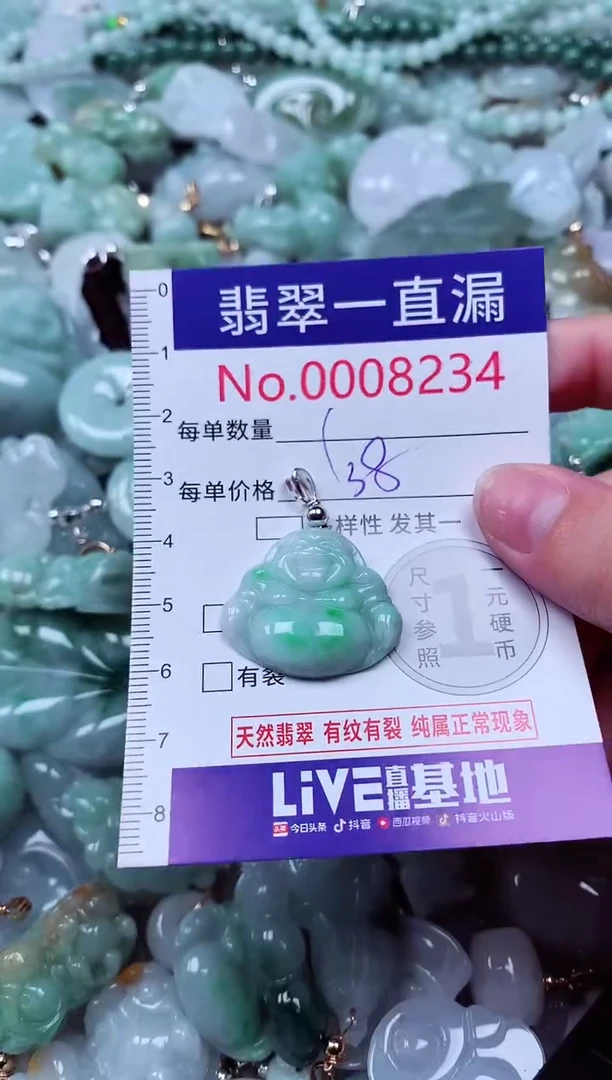 翡翠一直漏
No.0008234
每单数量
每单价格 38
样性 发其一
有裂
尺寸参照
1
一元硬币
天然翡翠 有纹有裂 纯属正常现象
LiVE直播基地
头条 今日头条 抖音 西瓜视频 抖音火山版
0
1
2
3
4
5
6
7
8